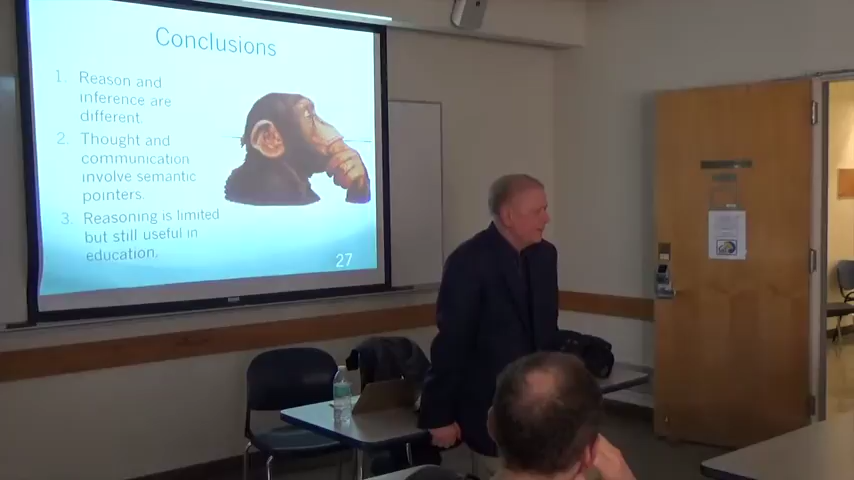 Conclusions
1. Reason and
inference are
different.
2. Thought and
communication
involve semantic
pointers.
3. Reasoning is limited
but still useful in
education.
27